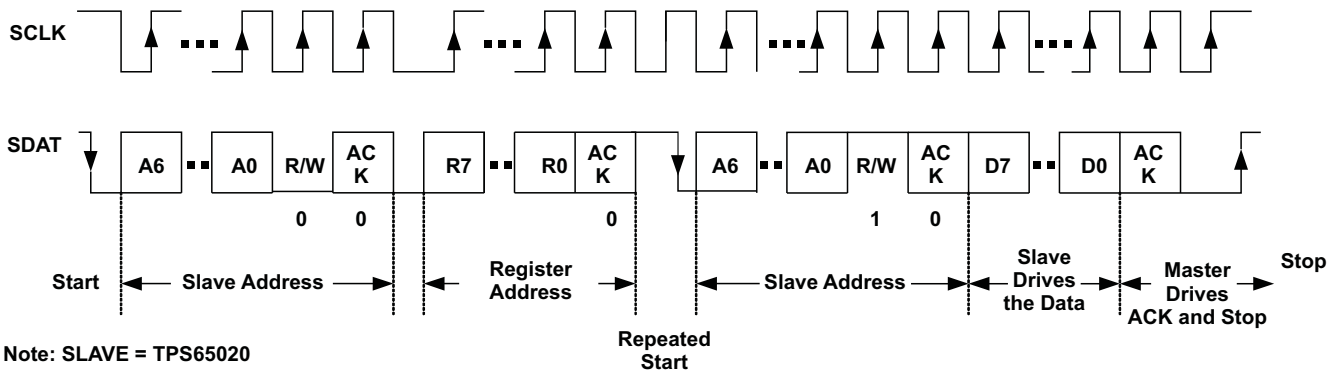 SCLK
SDAT
A6
A0
R/W
AC
K
R7
R0
AC
K
A6
A0
R/W
AC
K
D7
D0
AC
K
0
0
0
1
0
Start
Slave Address
Register
Address
Repeated
Start
Slave Address
Slave
Drives
the Data
Master
Drives
ACK and Stop
Stop
Note: SLAVE = TPS65020